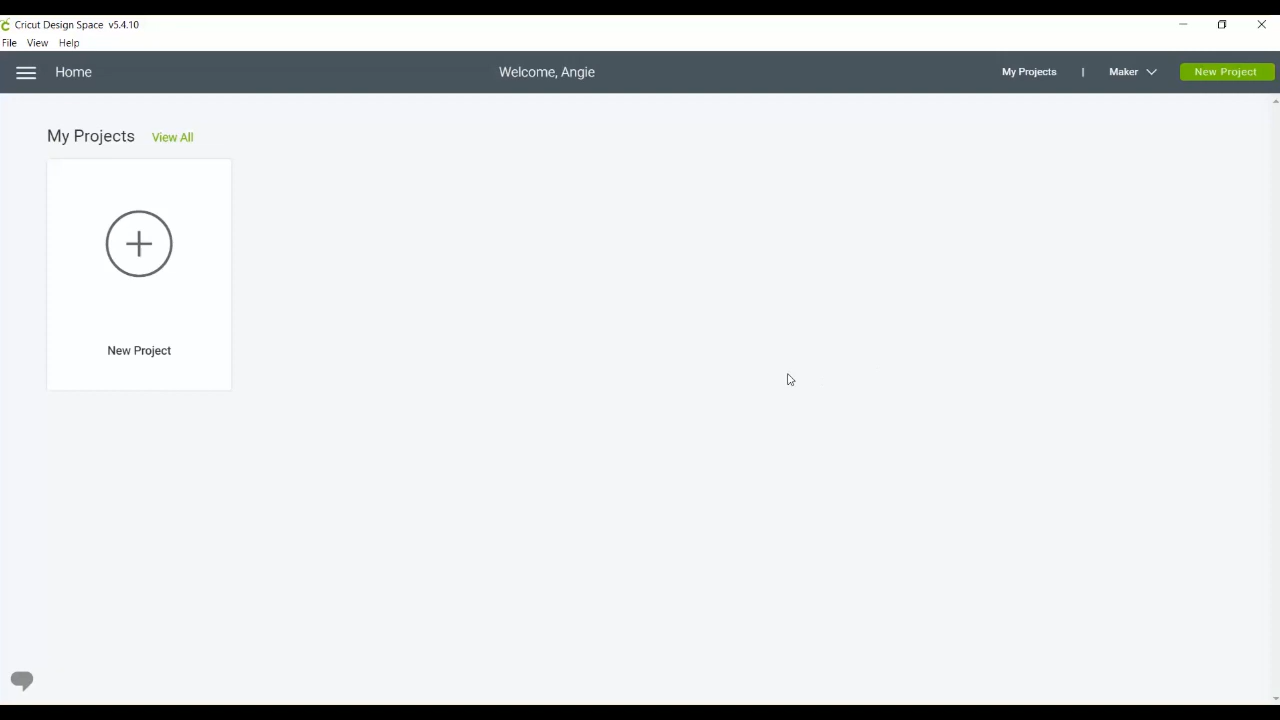 Cricut Design Space v5.4.10
File View Help
Home Welcome, Angie My Projects | Maker New Project
My Projects View All
New Project